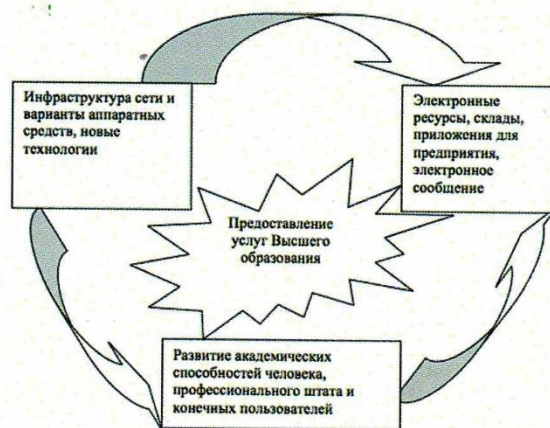 Инфраструктура сети и
варианты аппаратных
средств, новые
технологии
Электронные
ресурсы, склады,
приложения для
предприятия,
электронное
сообщение
Предоставление
услуг Высшего
образования
Развитие академических
способностей человека,
профессионального штата и
конечных пользователей